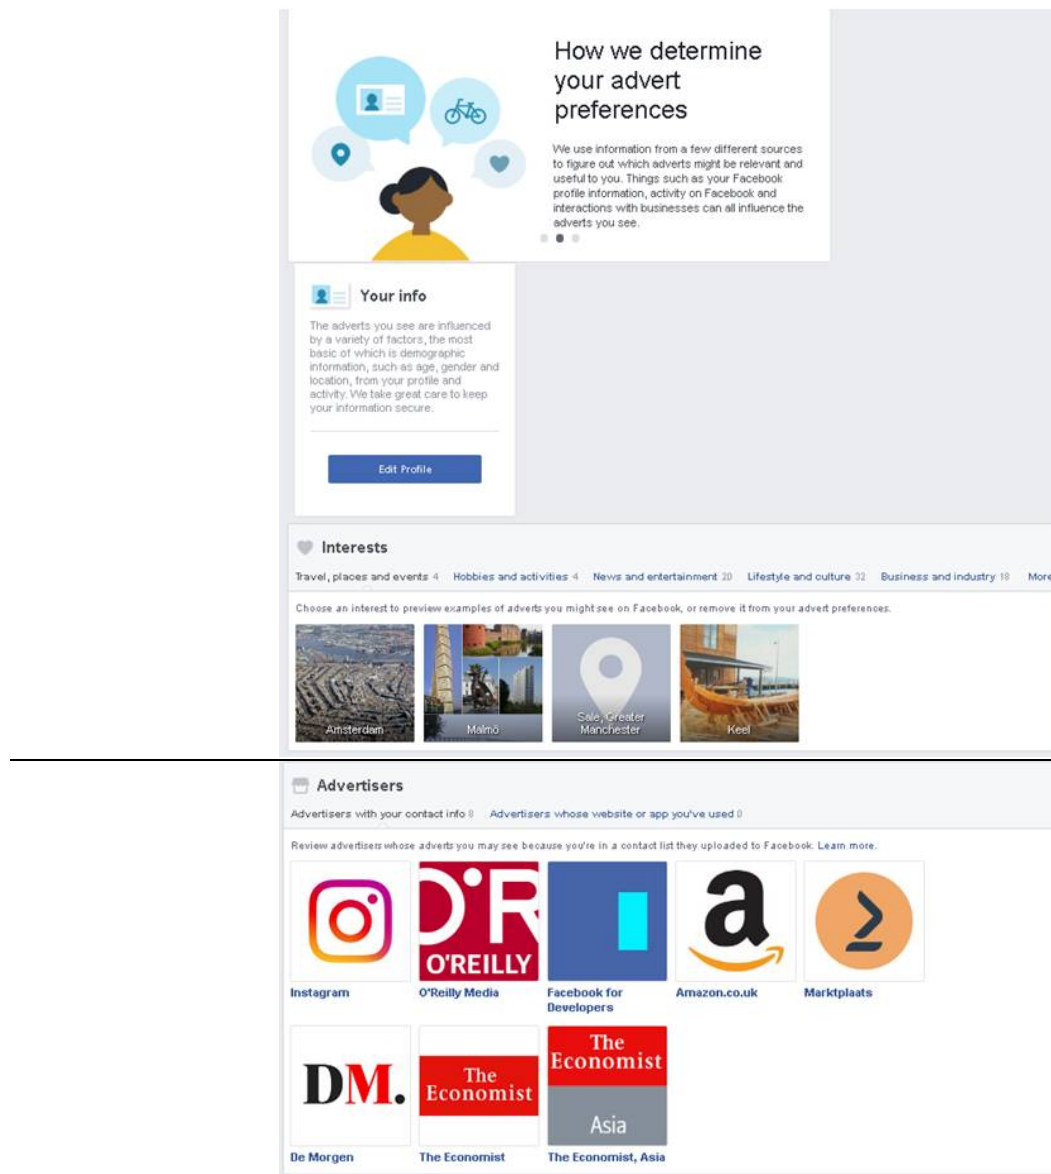 How we determine
your advert
preferences
We use information from a few different sources
to figure out which adverts might be relevant and
useful to you. Things such as your Facebook
profile information, activity on Facebook and
interactions with businesses can all influence the
adverts you see.
Your info
The adverts you see are influenced
by a variety of factors, the most
basic of which is demographic
information, such as age, gender and
location, from your profile and
activity. We take great care to keep
your information secure.
Edit Profile
Interests
Travel, places and events 4 Hobbies and activities 4 News and entertainment 20 Lifestyle and culture 32 Business and industry 18 More
Choose an interest to preview examples of adverts you might see on Facebook, or remove it from your advert preferences.
Amsterdam
Malmö
Sale, Greater
Manchester
Keel
Advertisers
Advertisers with your contact info 8 Advertisers whose website or app you've used 0
Review advertisers whose adverts you may see because you're in a contact list they uploaded to Facebook. Learn more.
O'R
O'REILLY
a
Instagram
O'Reilly Media
Facebook for
Developers
Amazon.co.uk
Marktplaats
DM.
The
Economist
The
Economist
Asia
De Morgen
The Economist
The Economist, Asia